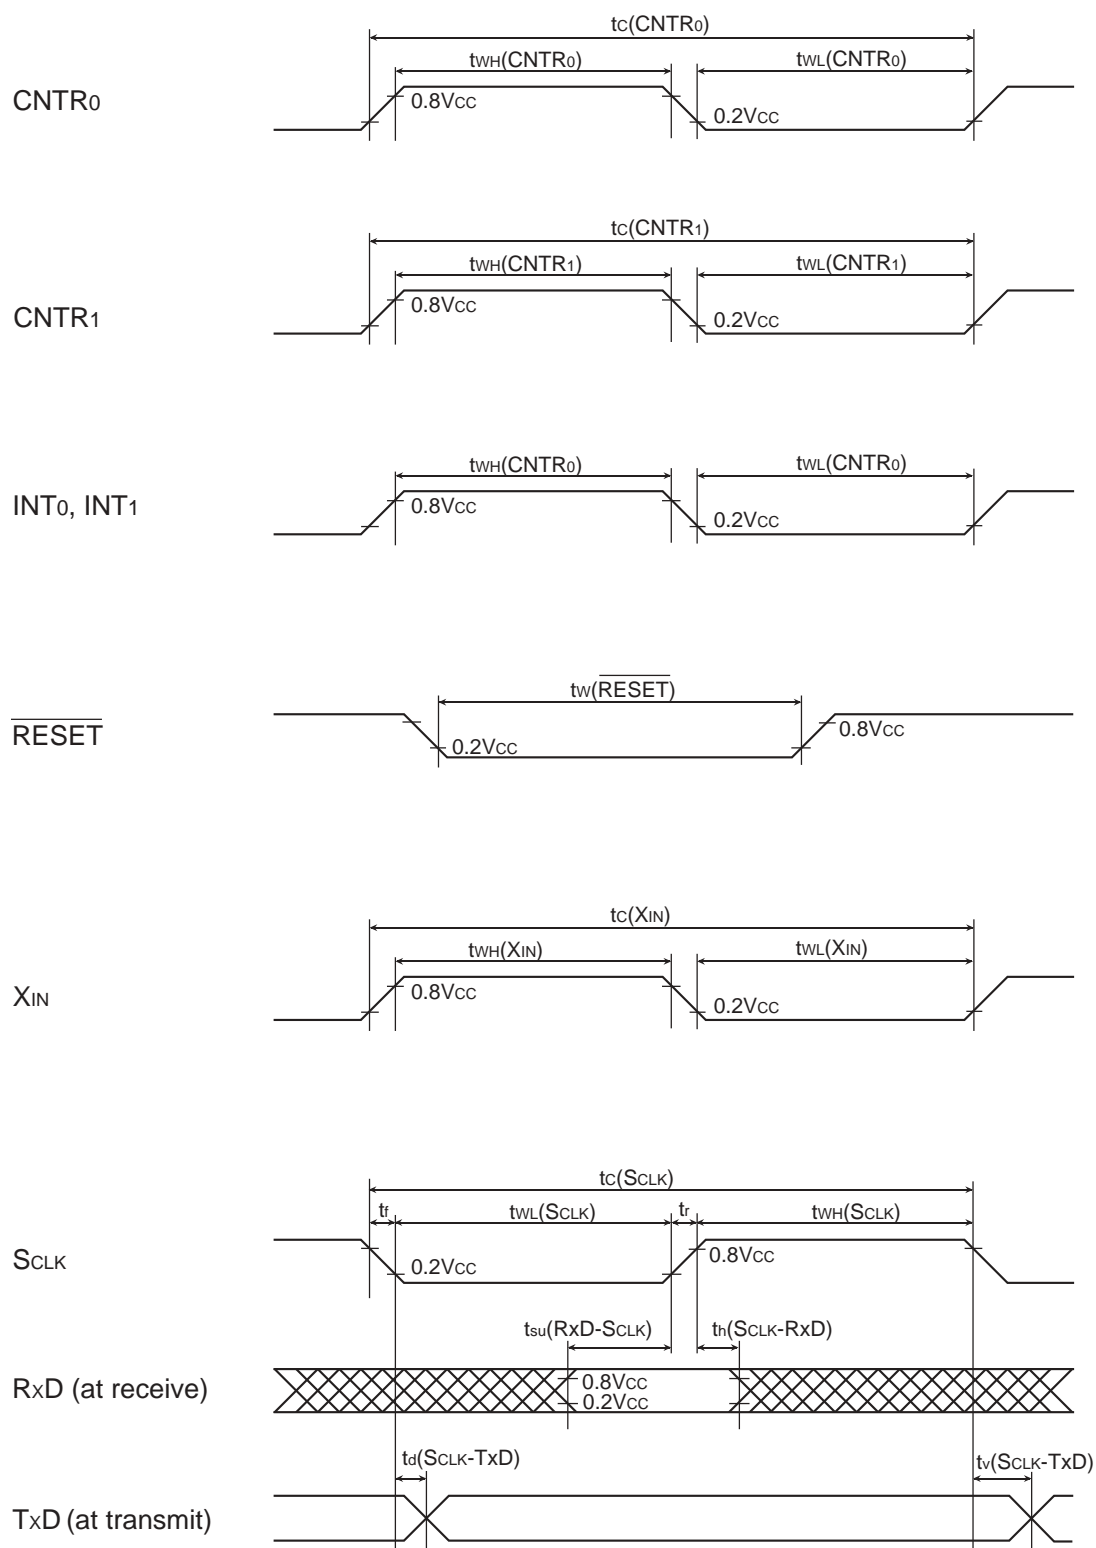 tC(CNTR0)
tWH(CNTR0) tWL(CNTR0)
CNTR0
0.8VCC
0.2VCC
tC(CNTR1)
tWH(CNTR1) tWL(CNTR1)
CNTR1
0.8VCC
0.2VCC
tWH(CNTR0) tWL(CNTR0)
INT0, INT1
0.8VCC
0.2VCC
tW(RESET)
RESET
0.2VCC
0.8VCC
tC(XIN)
tWH(XIN) tWL(XIN)
XIN
0.8VCC
0.2VCC
tC(SCLK)
tf tWL(SCLK) tr tWH(SCLK)
SCLK
0.2VCC
0.8VCC
tsu(RxD-SCLK) th(SCLK-RxD)
RXD (at receive)
0.8VCC
0.2VCC
td(SCLK-TxD) tv(SCLK-TxD)
TXD (at transmit)